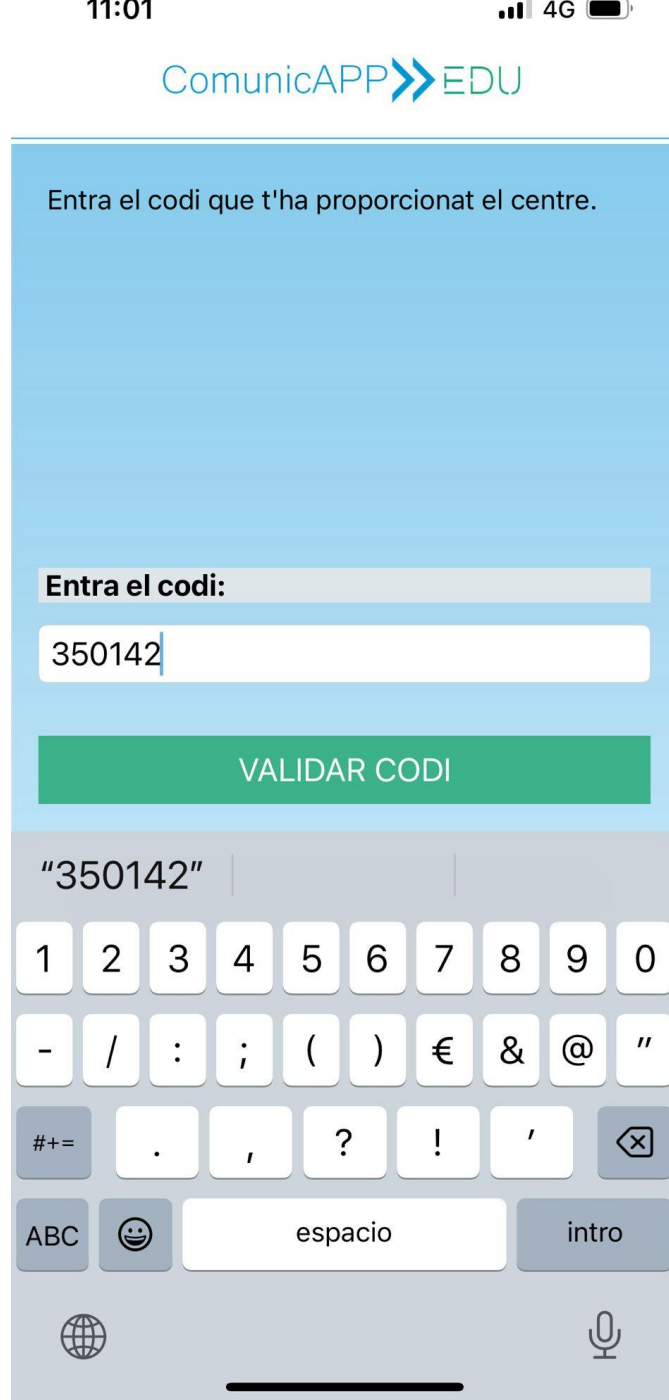 11:01 4G
ComunicAPP EDU
Entra el codi que t'ha proporcionat el centre.
Entra el codi:
350142
VALIDAR CODI
“350142”
1 2 3 4 5 6 7 8 9 0
- / : ; ( ) € & @ "
#+= . , ? ! '
ABC espacio intro